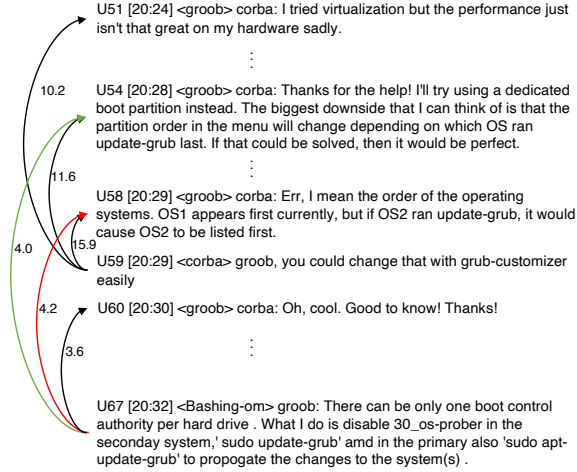 U51 [20:24] <groob> corba: I tried virtualization but the performance just
isn't that great on my hardware sadly.
10.2
U54 [20:28] <groob> corba: Thanks for the help! I'll try using a dedicated
boot partition instead. The biggest downside that I can think of is that the
partition order in the menu will change depending on which OS ran
update-grub last. If that could be solved, then it would be perfect.
11.6
U58 [20:29] <groob> corba: Err, I mean the order of the operating
systems. OS1 appears first currently, but if OS2 ran update-grub, it would
cause OS2 to be listed first.
4.0
15.9
U59 [20:29] <corba> groob, you could change that with grub-customizer
easily
4.2
U60 [20:30] <groob> corba: Oh, cool. Good to know! Thanks!
3.6
U67 [20:32] <Bashing-om> groob: There can be only one boot control
authority per hard drive . What I do is disable 30_os-prober in the
seconday system,' sudo update-grub' amd in the primary also 'sudo apt-
update-grub' to propogate the changes to the system(s) .